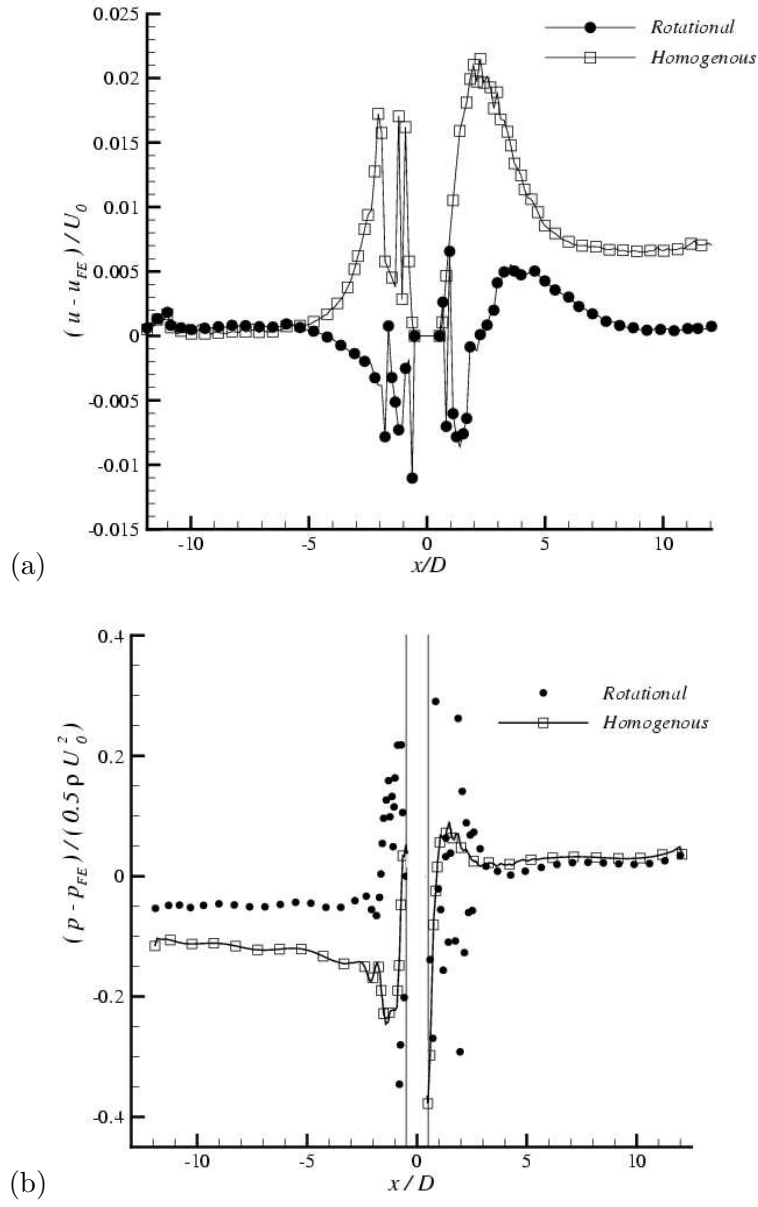 0.025
0.02
0.015
0.01
0.005
0
-0.005
-0.01
-0.015
( u - u_FE ) / U_0
Rotational
Homogenous
-10 -5 0 5 10
x/D
(a)
0.4
0.2
0
-0.2
-0.4
( p - p_FE ) / ( 0.5 ρ U_0^2 )
Rotational
Homogenous
-10 -5 0 5 10
x / D
(b)